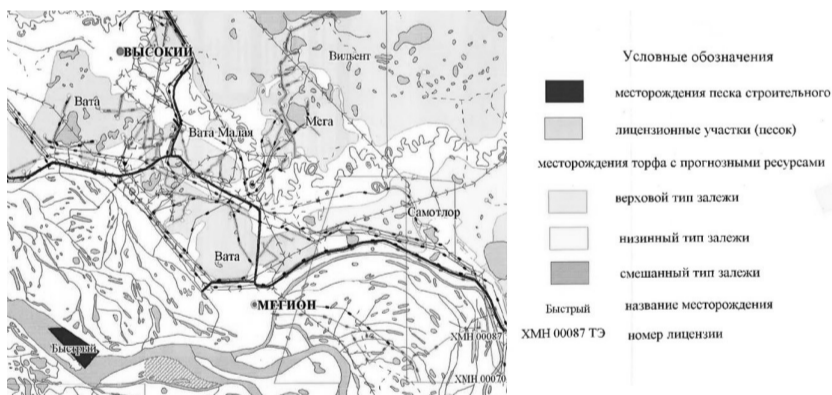 ВЫСОКИЙ
Вильент
Вата
Мега
Вата Малая
Самотлор
Вата
МЕГИОН
Быстрый
ХМН 00087
ХМН 00070
Условные обозначения
месторождения песка строительного
лицензионные участки (песок)
месторождения торфа с прогнозными ресурсами
верховой тип залежи
низинный тип залежи
смешанный тип залежи
Быстрый название месторождения
ХМН 00087 ТЭ номер лицензии